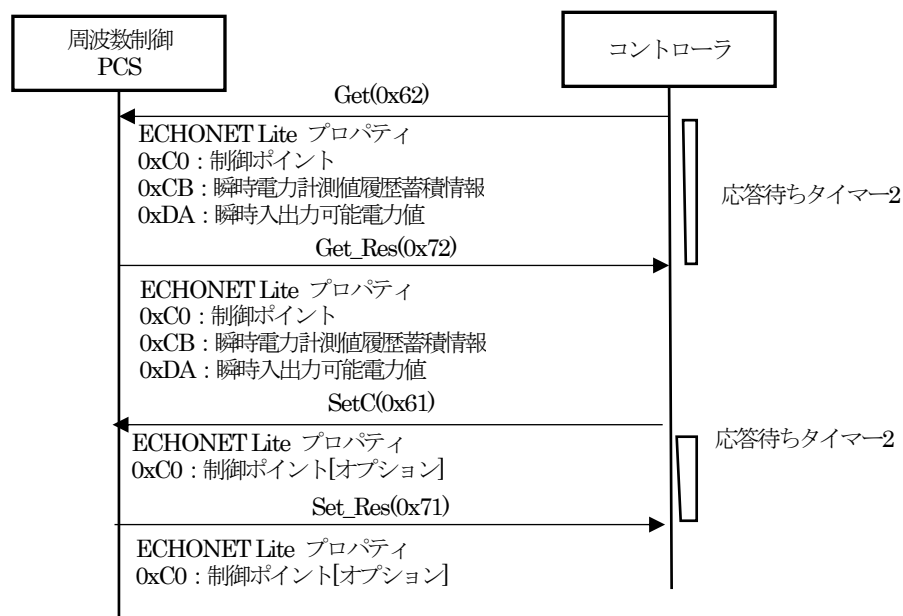 周波数制御
PCS
コントローラ
Get(0x62)
ECHONET Lite プロパティ
0xC0：制御ポイント
0xCB：瞬時電力計測値履歴蓄積情報
0xDA：瞬時入出力可能電力値
応答待ちタイマー2
Get_Res(0x72)
ECHONET Lite プロパティ
0xC0：制御ポイント
0xCB：瞬時電力計測値履歴蓄積情報
0xDA：瞬時入出力可能電力値
SetC(0x61)
ECHONET Lite プロパティ
0xC0：制御ポイント[オプション]
応答待ちタイマー2
Set_Res(0x71)
ECHONET Lite プロパティ
0xC0：制御ポイント[オプション]